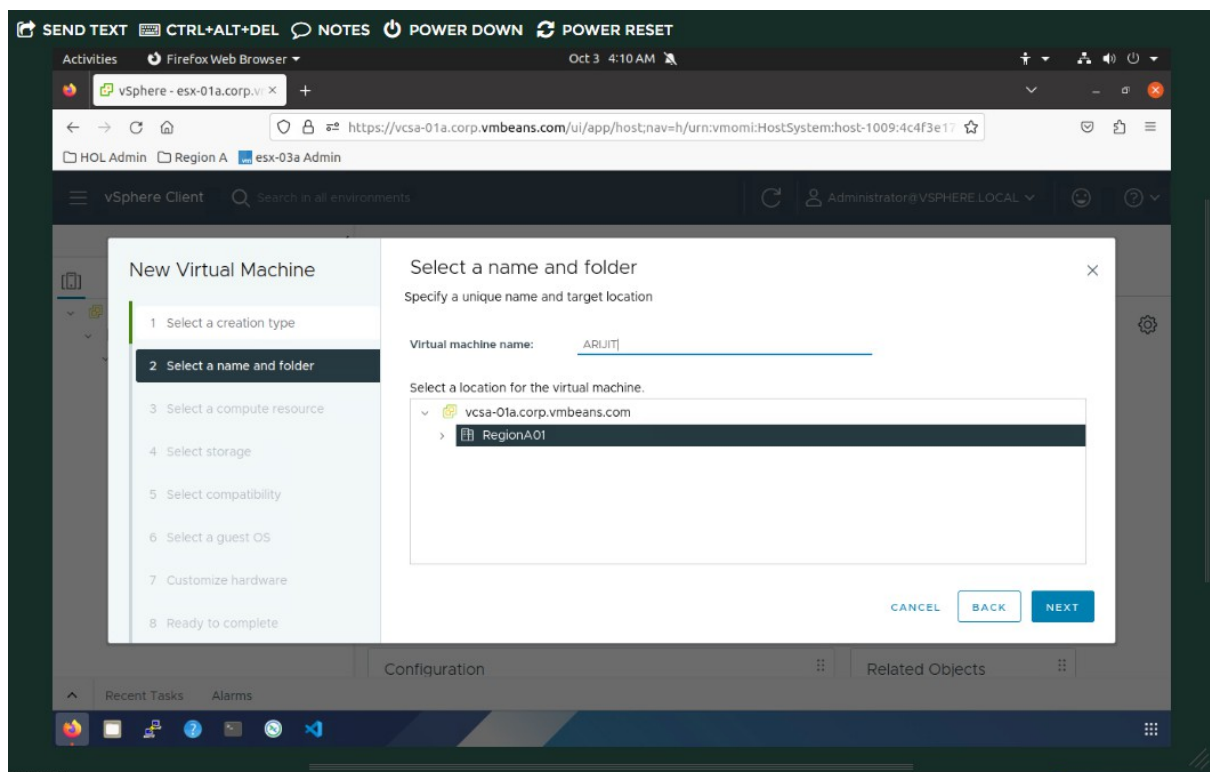 SEND TEXT CTRL+ALT+DEL NOTES POWER DOWN POWER RESET
Activities Firefox Web Browser Oct 3 4:10 AM
vSphere - esx-01a.corp.v
https://vcsa-01a.corp.vmbeans.com/ui/app/host;nav=h/urn:vmomi:HostSystem:host-1009:4c4f3e17
HOL Admin Region A esx-03a Admin
vSphere Client Search in all environments Administrator@VSPHERE.LOCAL
New Virtual Machine
1 Select a creation type
2 Select a name and folder
3 Select a compute resource
4 Select storage
5 Select compatibility
6 Select a guest OS
7 Customize hardware
8 Ready to complete
Select a name and folder
Specify a unique name and target location
Virtual machine name: ARIJIT
Select a location for the virtual machine.
vcsa-01a.corp.vmbeans.com
RegionA01
CANCEL BACK NEXT
Configuration Related Objects
Recent Tasks Alarms